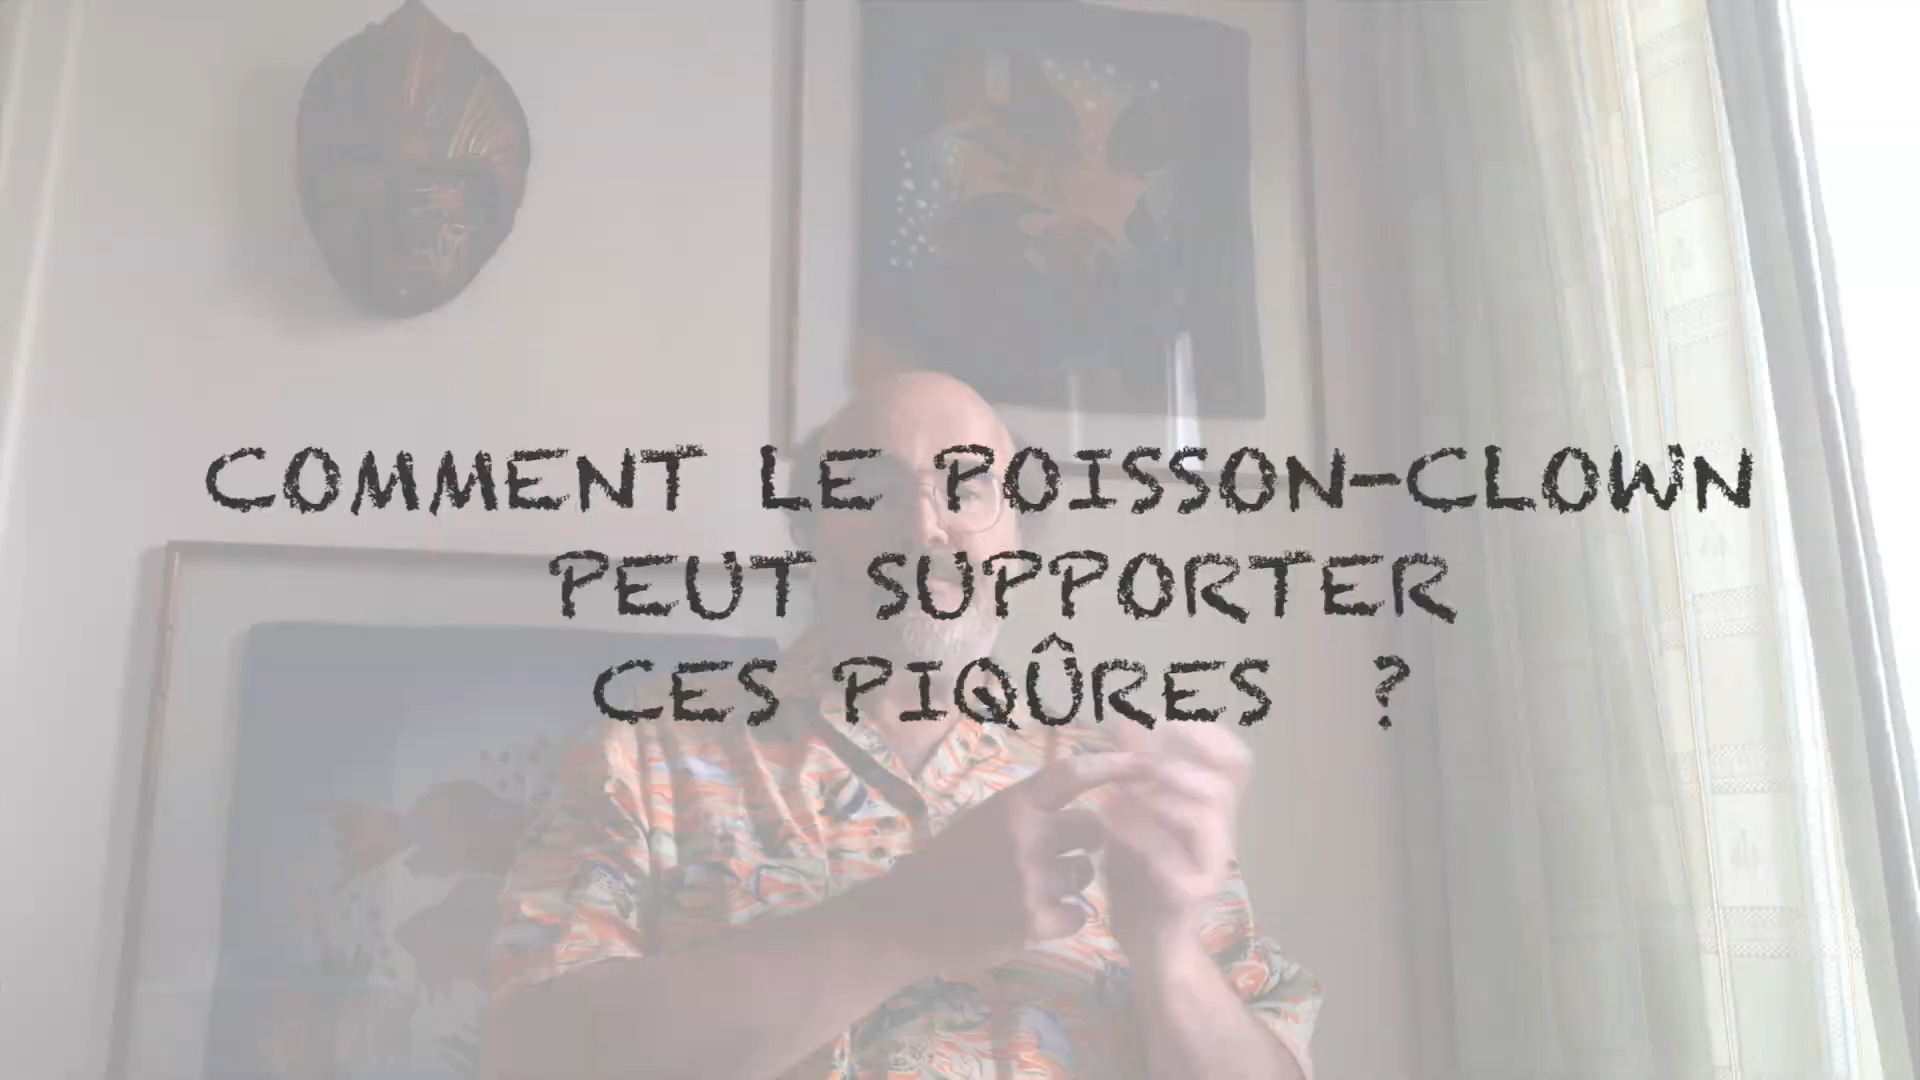 COMMENT LE POISSON-CLOWN
PEUT SUPPORTER
CES PIQÛRES ?